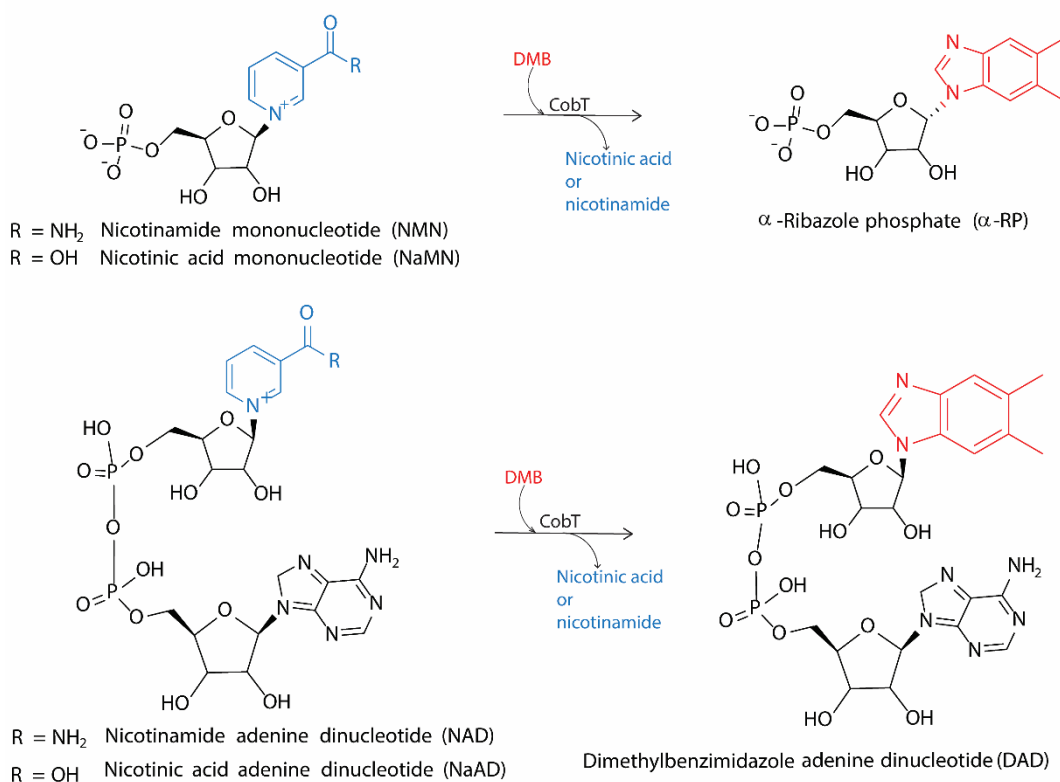 O
R
N+
O
P
O-
O-
O
O
HO
OH
R = NH2 Nicotinamide mononucleotide (NMN)
R = OH Nicotinic acid mononucleotide (NaMN)
DMB
CobT
Nicotinic acid
or
nicotinamide
N
N
O
P
O-
O-
O
O
HO
OH
α-Ribazole phosphate (α-RP)
O
R
N+
HO
O
O
O=P
HO
OH
O
OH
P
O
O
O
N
N
N
N
NH2
HO
OH
R = NH2 Nicotinamide adenine dinucleotide (NAD)
R = OH Nicotinic acid adenine dinucleotide (NaAD)
DMB
CobT
Nicotinic acid
or
nicotinamide
N
N
HO
O
O
O=P
HO
OH
O
OH
P
O
O
O
N
N
N
N
NH2
HO
OH
Dimethylbenzimidazole adenine dinucleotide (DAD)